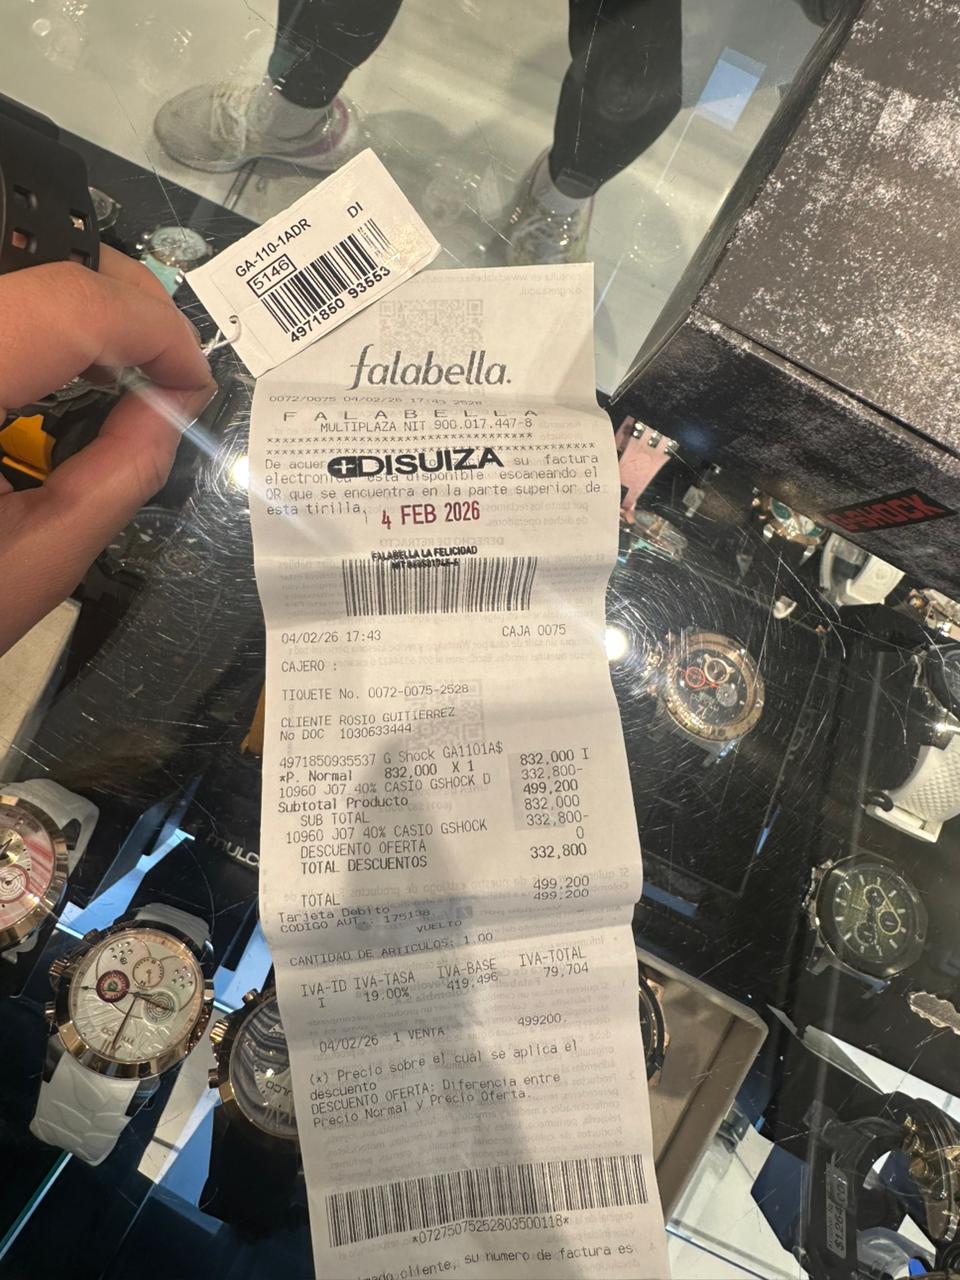 GA-110-1ADR DI
5146
4971850 93553
falabella.
0072/0075 04/02/26 17:43 2528
F A L A B E L L A
MULTIPLAZA NIT 900.017.447-8
DISUIZA
De acuer su factura
electronica esta disponible escaneando el
QR que se encuentra en la parte superior de
esta tirilla.
4 FEB 2026
FALABELLA LA FELICIDAD
04/02/26 17:43 CAJA 0075
CAJERO :
TIQUETE No. 0072-0075-2528
CLIENTE ROSIO GUITIERREZ
No DOC 1030633444
4971850935537 G Shock GA1101A$ 832,000 I
*P. Normal 832,000 X 1
10960 J07 40% CASIO GSHOCK D 332,800-
Subtotal Producto 499,200
SUB TOTAL 832,000
10960 J07 40% CASIO GSHOCK 332,800-
DESCUENTO OFERTA 0
TOTAL DESCUENTOS 332,800
TOTAL 499,200
Tarjeta Debito 499,200
CODIGO AUT.: 175138
VUELTO
CANTIDAD DE ARTICULOS: 1.00
IVA-ID IVA-TASA IVA-BASE IVA-TOTAL
I 19.00% 419,496 79,704
04/02/26 1 VENTA 499200,
(*) Precio sobre el cual se aplica el
descuento
DESCUENTO OFERTA: Diferencia entre
Precio Normal y Precio Oferta.
*07275075252803500118*
su numero de factura es
G-SHOCK
MULCO